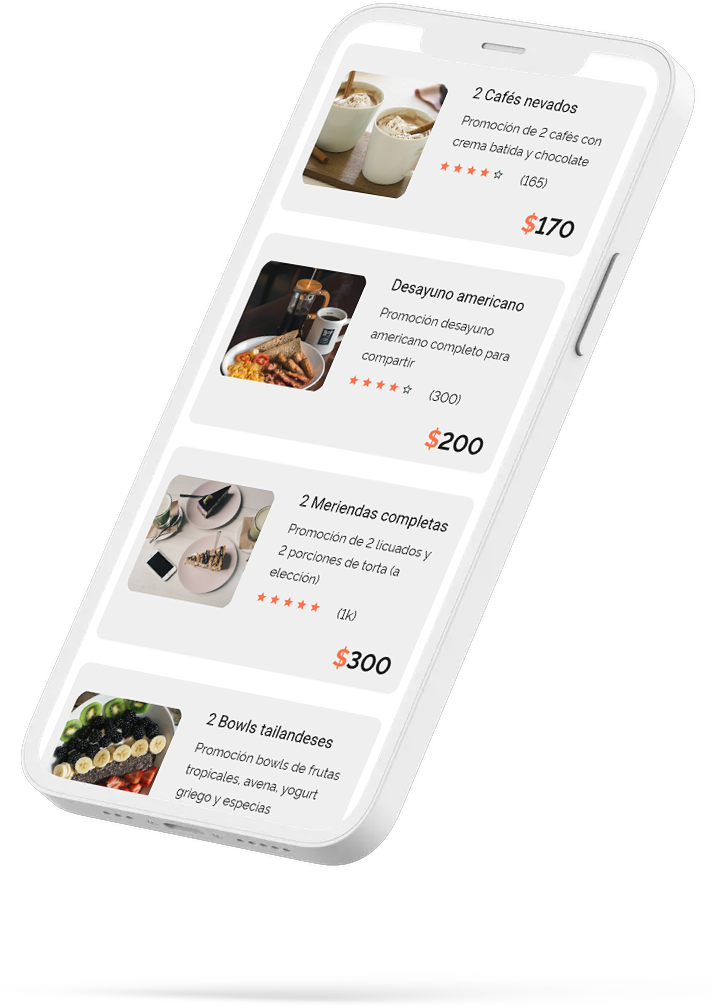 2 Cafés nevados
Promoción de 2 cafés con
crema batida y chocolate
(165)
$170
Desayuno americano
Promoción desayuno
americano completo para
compartir
(300)
$200
2 Meriendas completas
Promoción de 2 licuados y
2 porciones de torta (a
elección)
(1k)
$300
2 Bowls tailandeses
Promoción bowls de frutas
tropicales, avena, yogurt
griego y especias